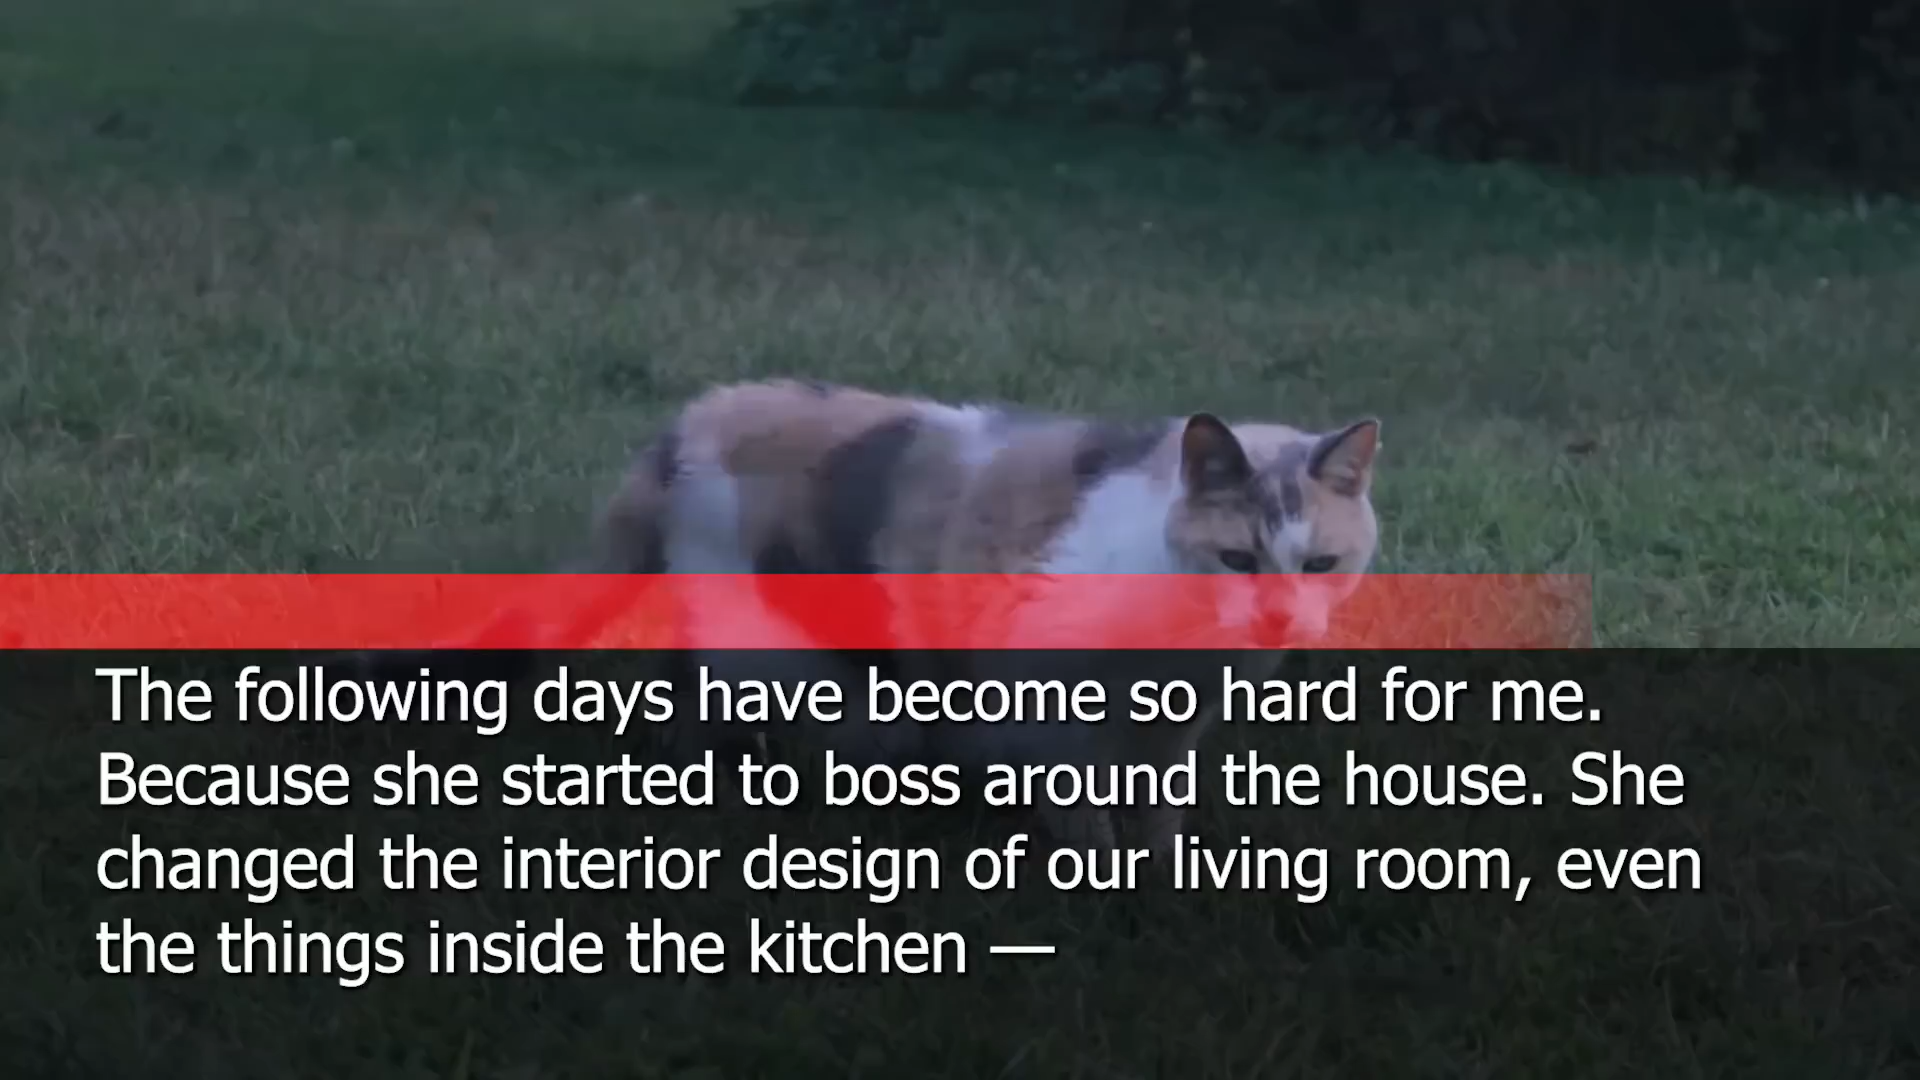 The following days have become so hard for me.
Because she started to boss around the house. She
changed the interior design of our living room, even
the things inside the kitchen —